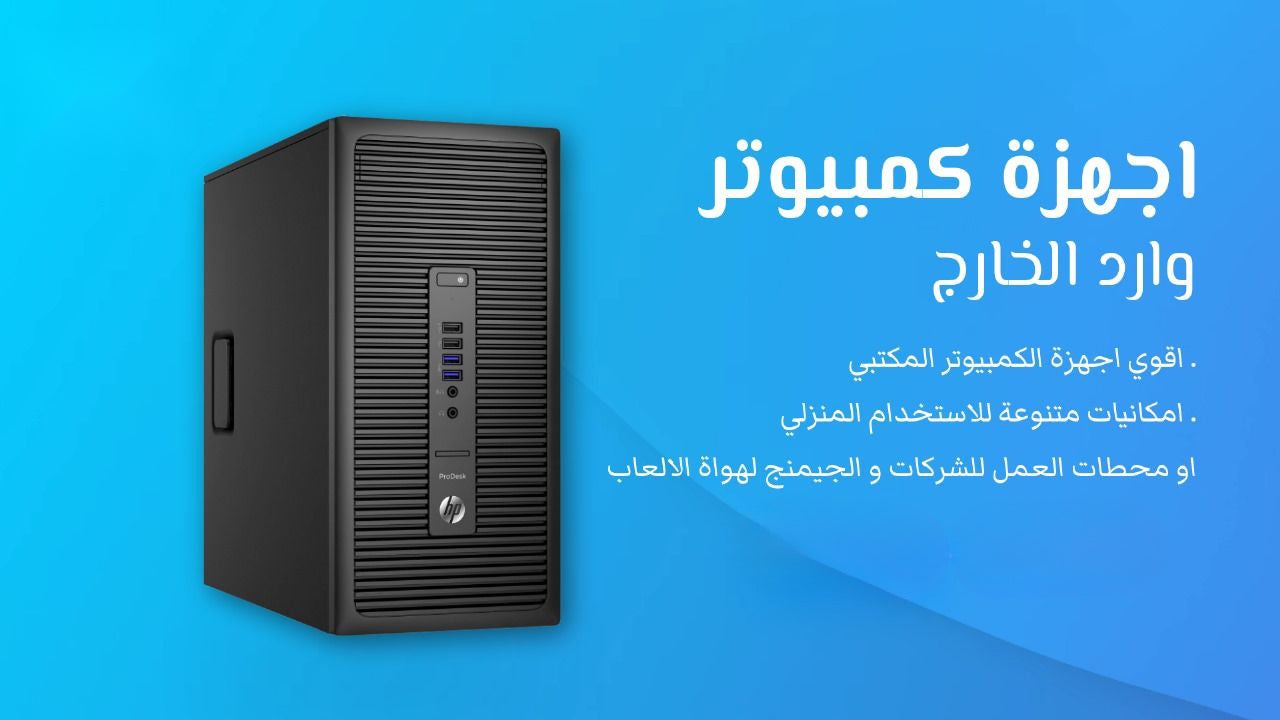 اجهزة كمبيوتر
وارد الخارج
. اقوي اجهزة الكمبيوتر المكتبي
. امكانيات متنوعة للاستخدام المنزلي
او محطات العمل للشركات و الجيمنج لهواة الالعاب
ProDesk
hp